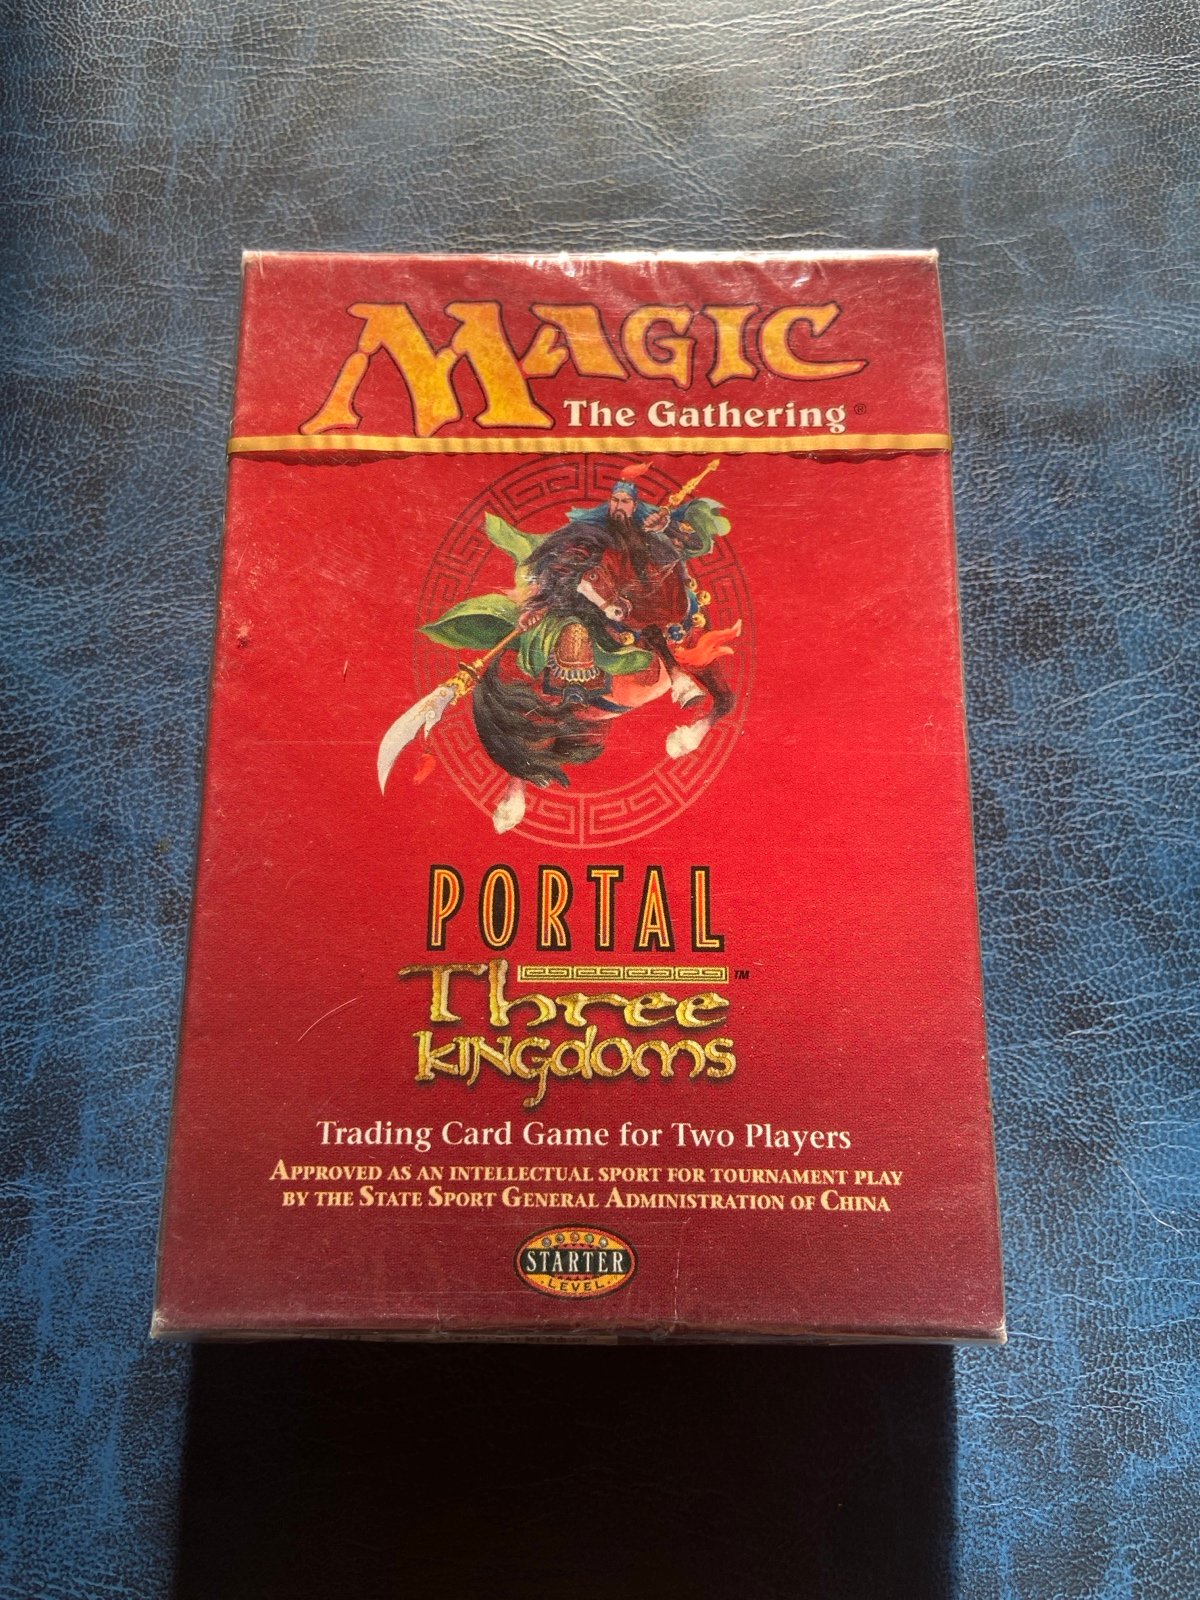 MAGIC
The Gathering®
PORTAL
Three ™
KINGDOMS
Trading Card Game for Two Players
APPROVED AS AN INTELLECTUAL SPORT FOR TOURNAMENT PLAY
BY THE STATE SPORT GENERAL ADMINISTRATION OF CHINA
STARTER
LEVEL